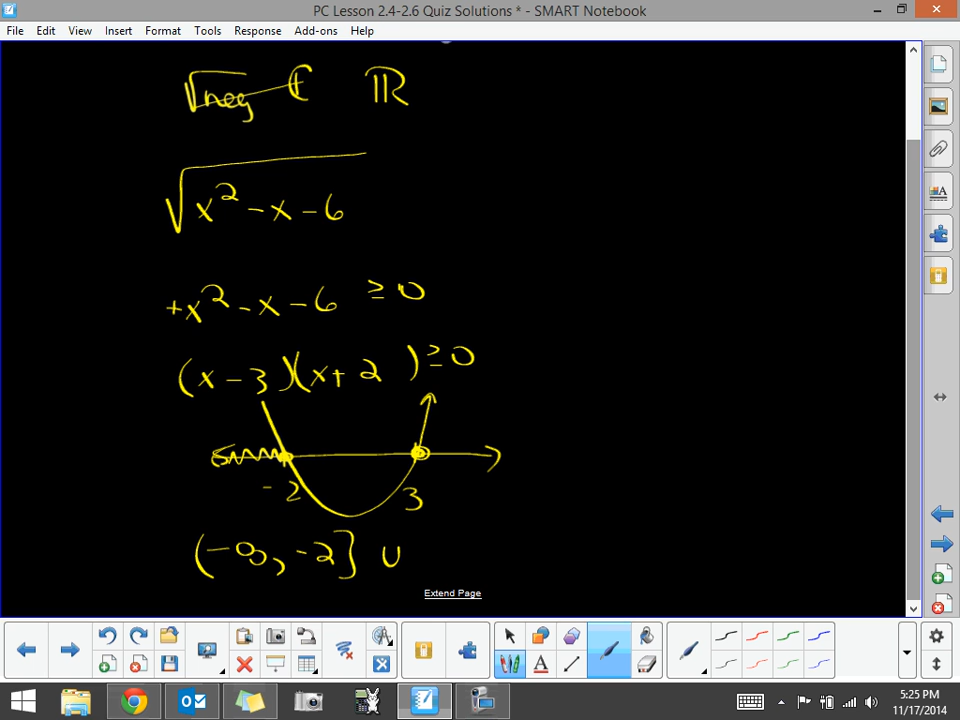 PC Lesson 2.4-2.6 Quiz Solutions * - SMART Notebook
File Edit View Insert Format Tools Response Add-ons Help
√neg ℂ ℝ
√x² - x - 6
+x² - x - 6 ≥ 0
(x - 3)(x + 2) ≥ 0
-2 3
(-∞, -2] ∪
Extend Page
5:25 PM
11/17/2014